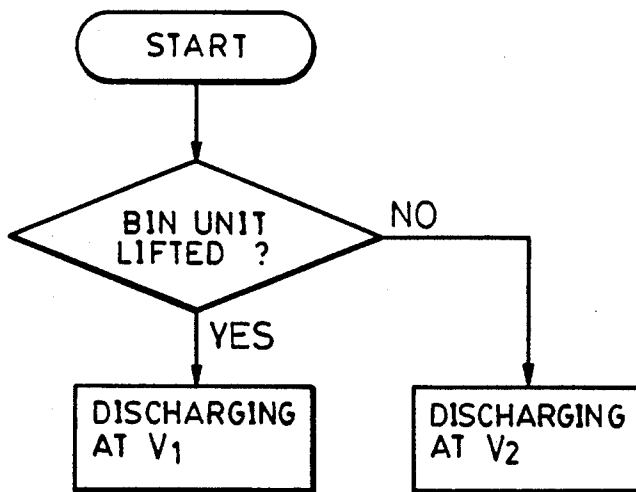 START
BIN UNIT
LIFTED ?
NO
YES
DISCHARGING
AT V1
DISCHARGING
AT V2